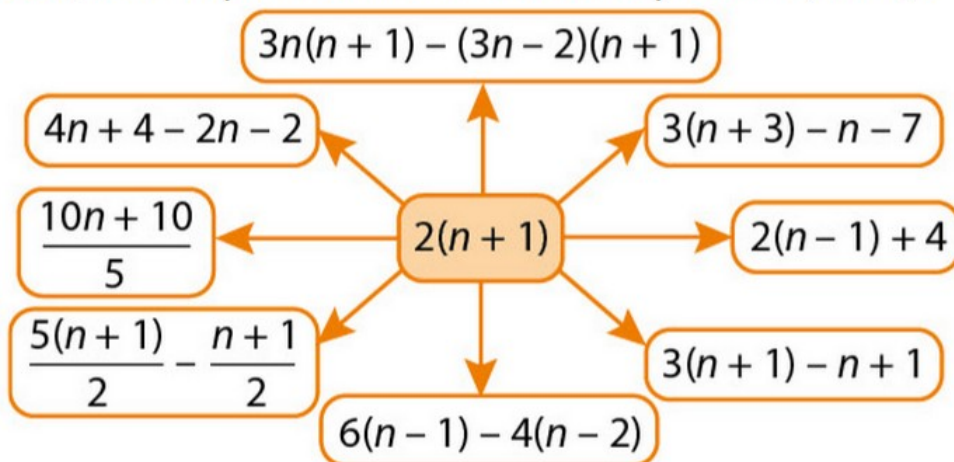 3n(n + 1) – (3n – 2)(n + 1)
4n + 4 – 2n – 2
3(n + 3) – n – 7
10n + 10
5
2(n + 1)
2(n – 1) + 4
5(n + 1)
2
–
n + 1
2
3(n + 1) – n + 1
6(n – 1) – 4(n – 2)